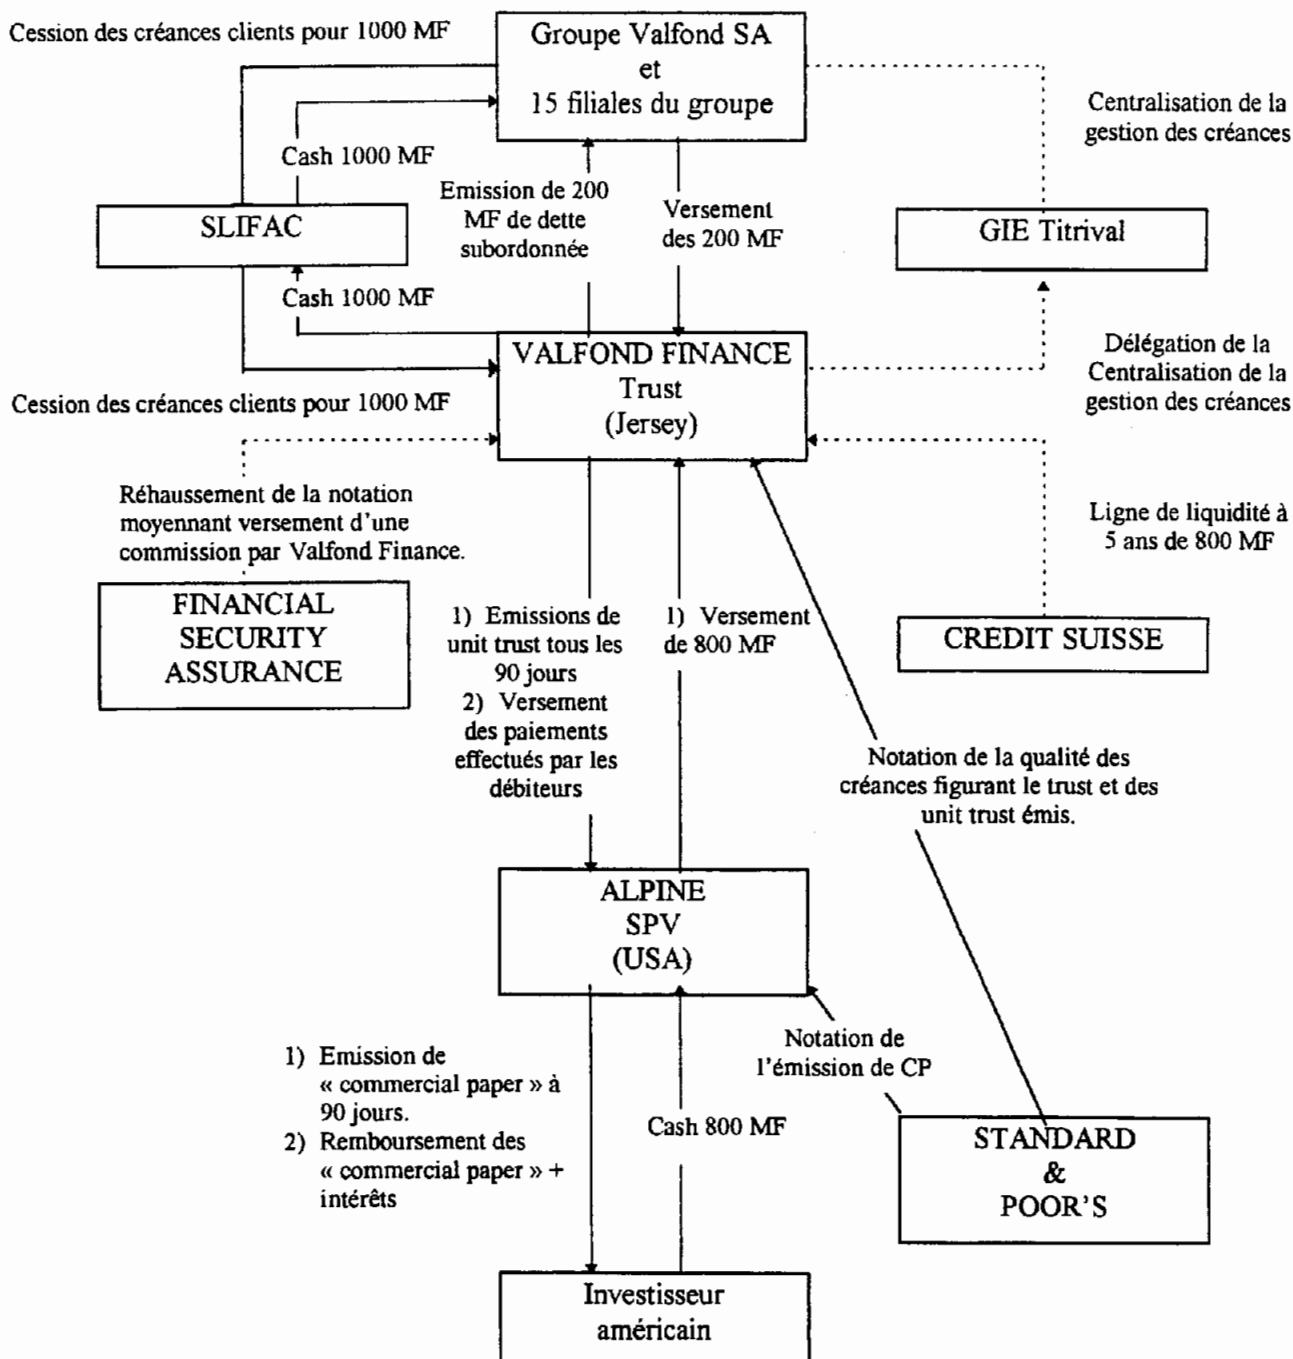 Cession des créances clients pour 1000 MF
Groupe Valfond SA
et
15 filiales du groupe
Centralisation de la
gestion des créances
Cash 1000 MF
Emission de 200
MF de dette
subordonnée
Versement
des 200 MF
SLIFAC
GIE Titrival
Cash 1000 MF
VALFOND FINANCE
Trust
(Jersey)
Délégation de la
Centralisation de la
gestion des créances
Cession des créances clients pour 1000 MF
Réhaussement de la notation
moyennant versement d'une
commission par Valfond Finance.
Ligne de liquidité à
5 ans de 800 MF
FINANCIAL
SECURITY
ASSURANCE
1) Emissions de
unit trust tous les
90 jours
2) Versement
des paiements
effectués par les
débiteurs
1) Versement
de 800 MF
CREDIT SUISSE
Notation de la qualité des
créances figurant le trust et des
unit trust émis.
ALPINE
SPV
(USA)
Notation de
l'émission de CP
1) Emission de
« commercial paper » à
90 jours.
2) Remboursement des
« commercial paper » +
intérêts
Cash 800 MF
STANDARD
&
POOR'S
Investisseur
américain